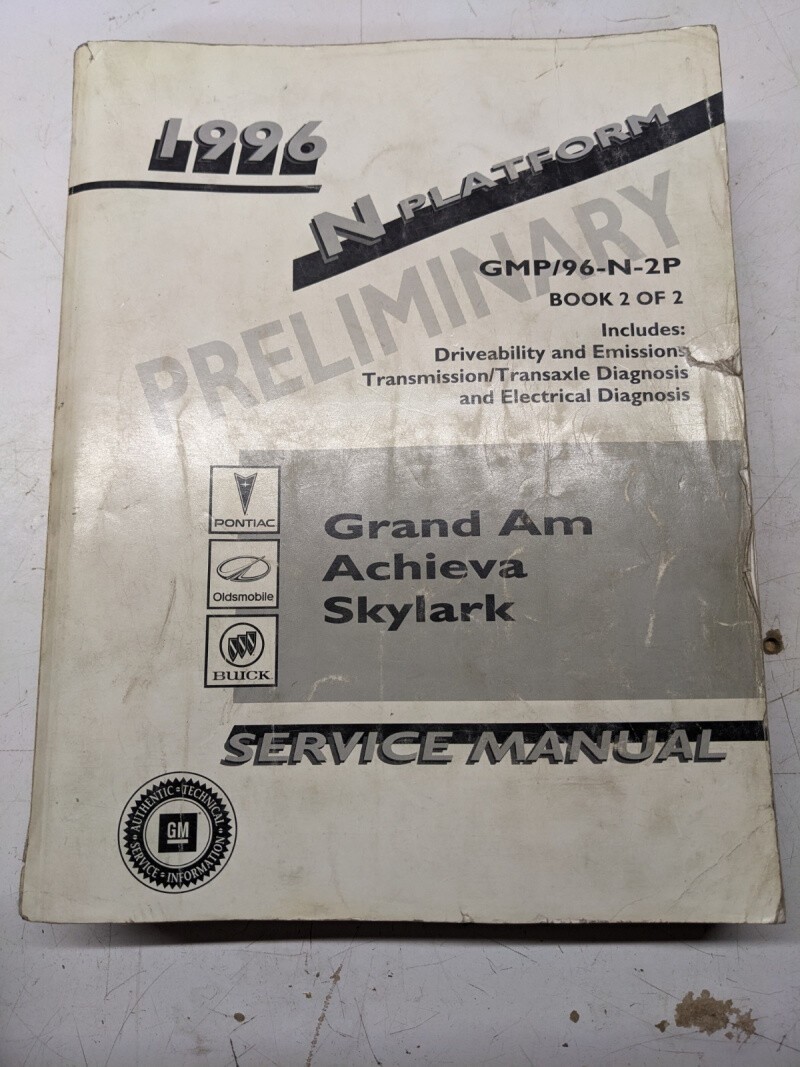 1996
N PLATFORM
PRELIMINARY
GMP/96-N-2P
BOOK 2 OF 2
Includes:
Driveability and Emissions
Transmission/Transaxle Diagnosis
and Electrical Diagnosis
PONTIAC
Oldsmobile
BUICK
Grand Am
Achieva
Skylark
SERVICE MANUAL
AUTHENTIC = TECHNICAL
GM
SERVICE = INFORMATION